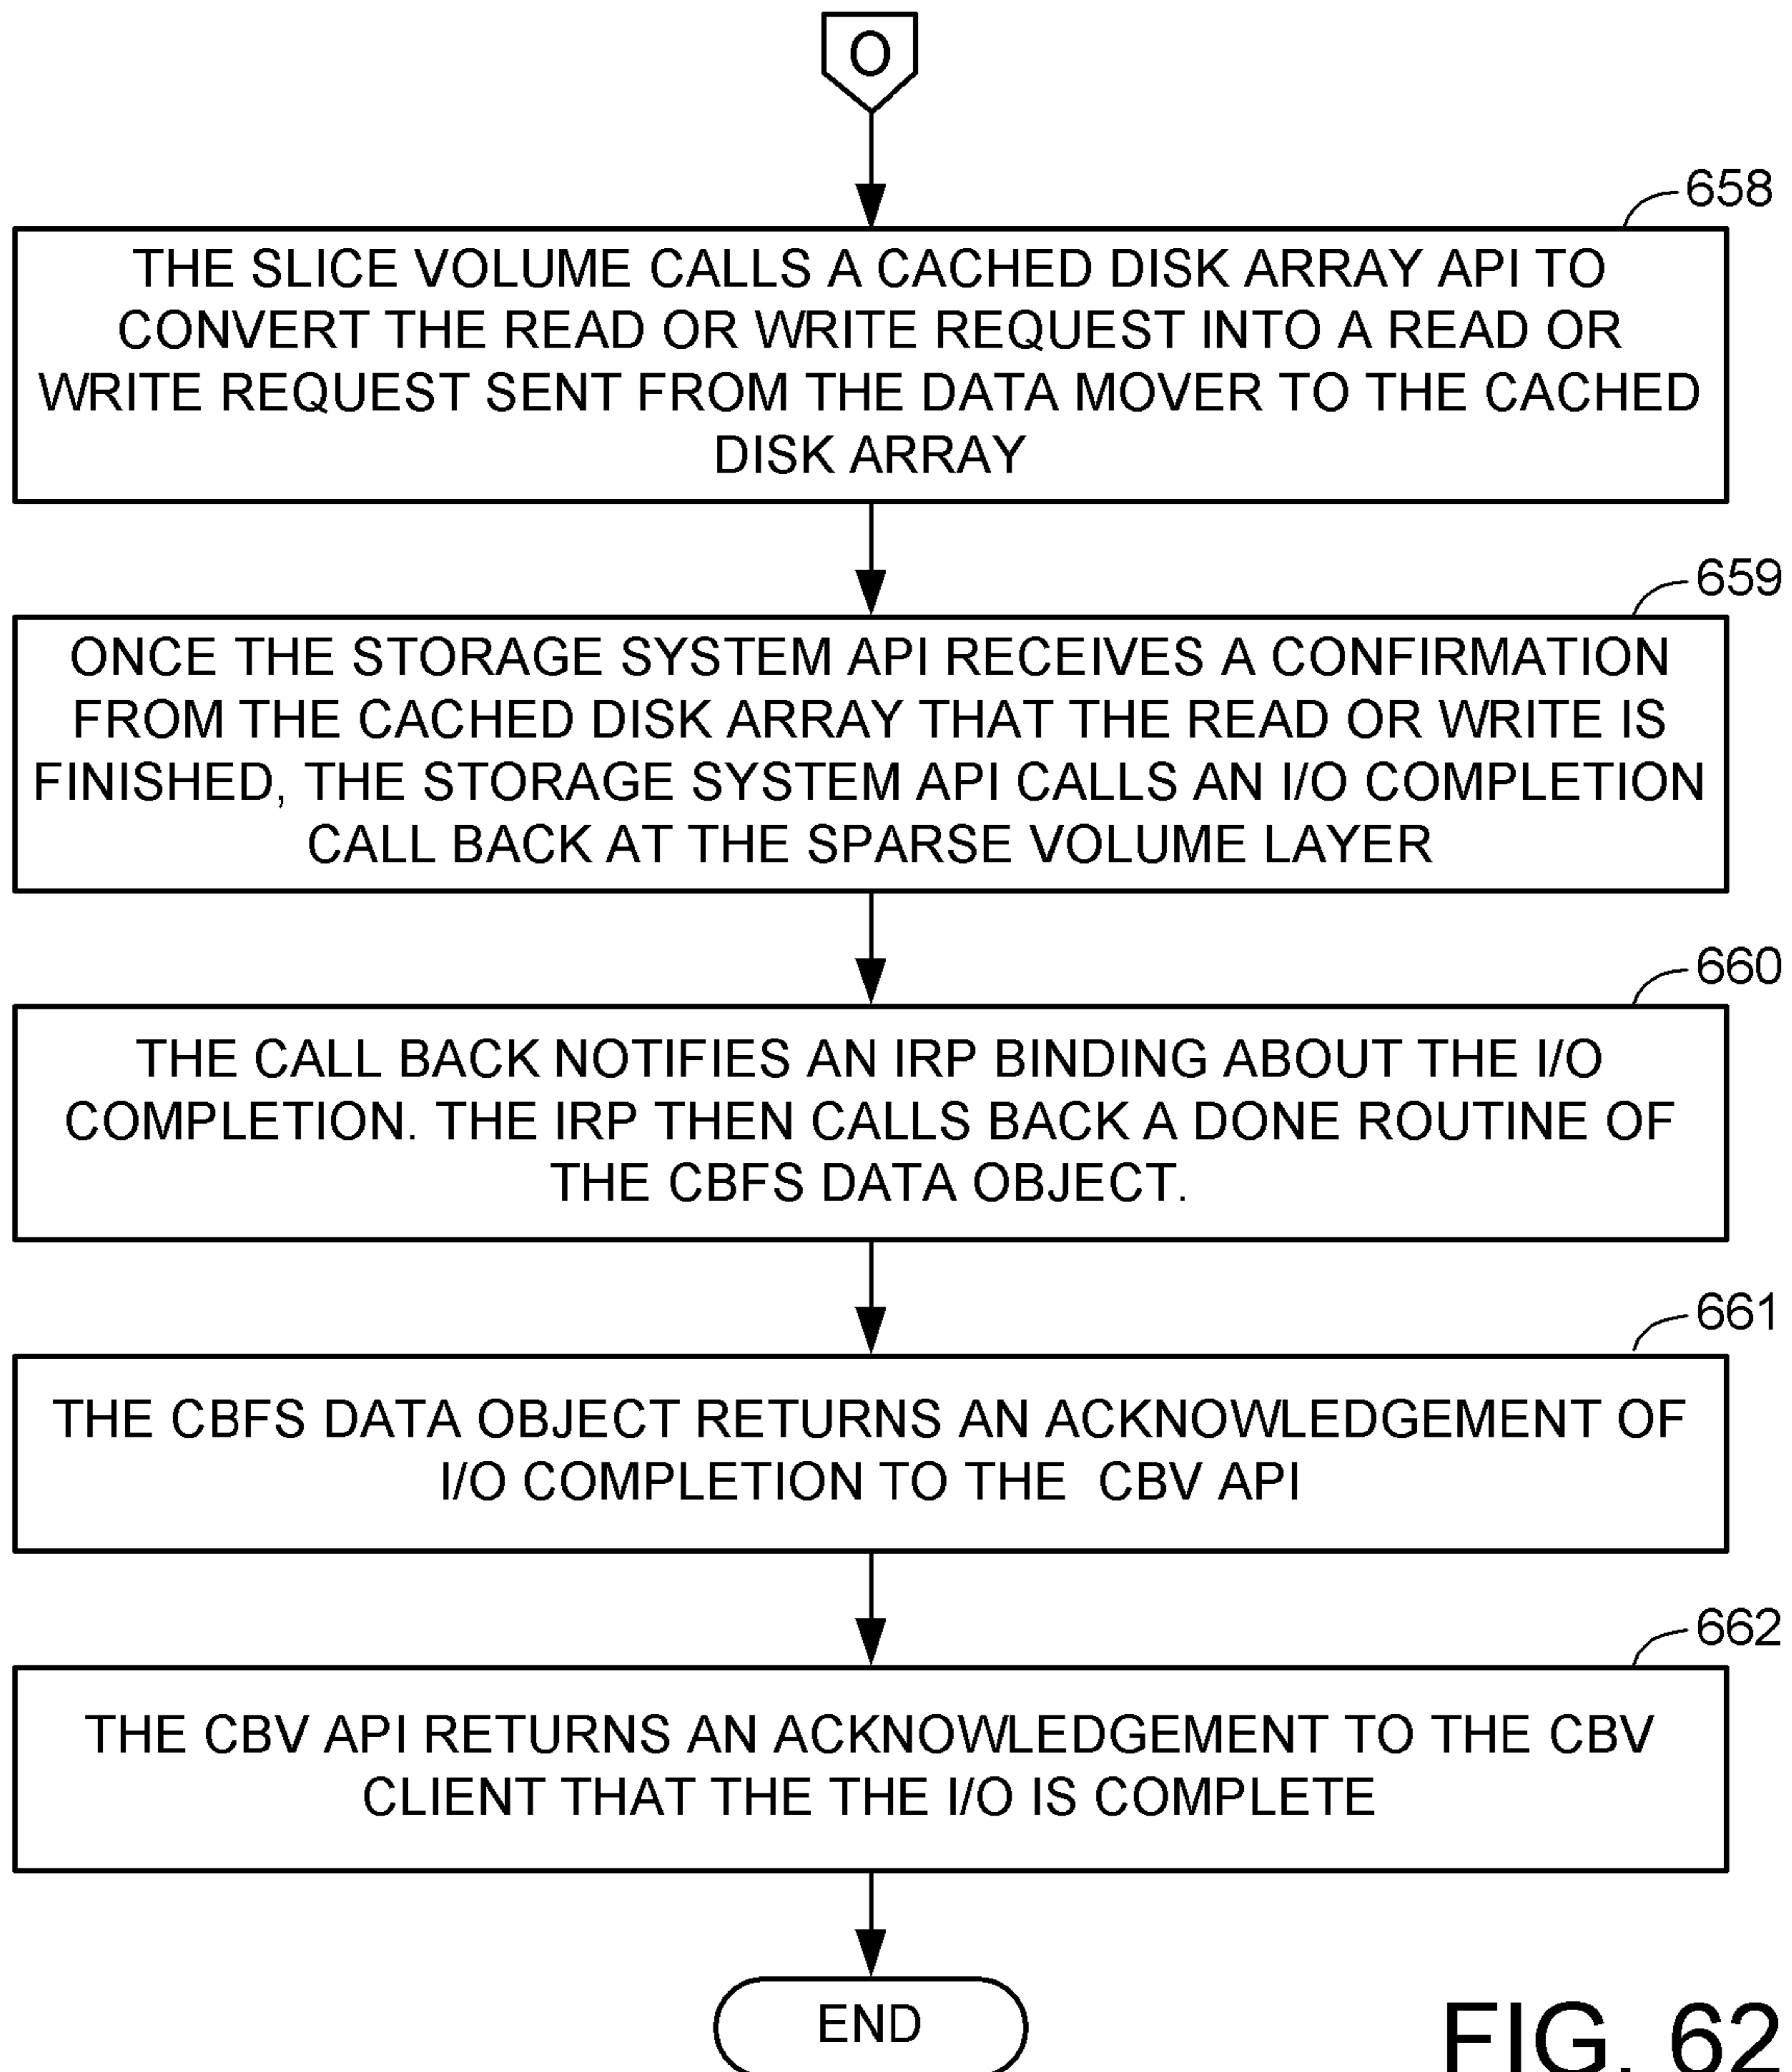 O
658
THE SLICE VOLUME CALLS A CACHED DISK ARRAY API TO
CONVERT THE READ OR WRITE REQUEST INTO A READ OR
WRITE REQUEST SENT FROM THE DATA MOVER TO THE CACHED
DISK ARRAY
659
ONCE THE STORAGE SYSTEM API RECEIVES A CONFIRMATION
FROM THE CACHED DISK ARRAY THAT THE READ OR WRITE IS
FINISHED, THE STORAGE SYSTEM API CALLS AN I/O COMPLETION
CALL BACK AT THE SPARSE VOLUME LAYER
660
THE CALL BACK NOTIFIES AN IRP BINDING ABOUT THE I/O
COMPLETION. THE IRP THEN CALLS BACK A DONE ROUTINE OF
THE CBFS DATA OBJECT.
661
THE CBFS DATA OBJECT RETURNS AN ACKNOWLEDGEMENT OF
I/O COMPLETION TO THE CBV API
662
THE CBV API RETURNS AN ACKNOWLEDGEMENT TO THE CBV
CLIENT THAT THE THE I/O IS COMPLETE
END
FIG. 62